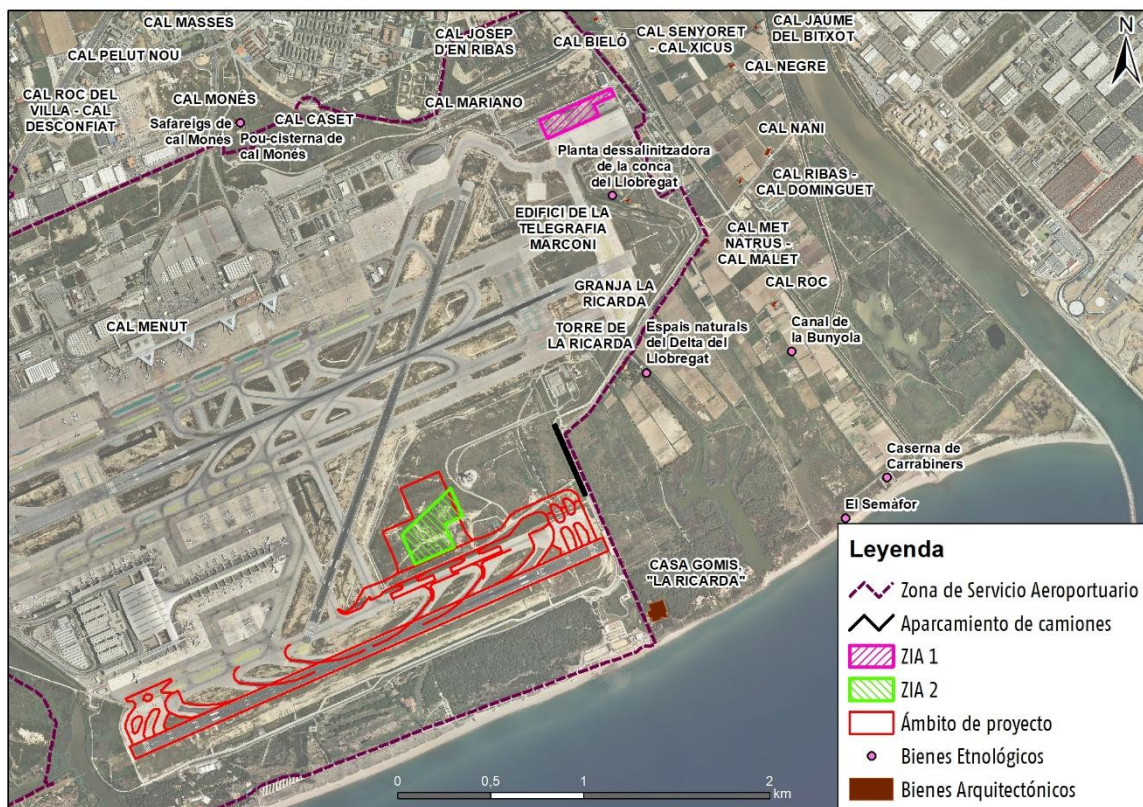 CAL MASSES
CAL PELUT NOU
CAL JOSEP
D'EN RIBAS
CAL BIELÓ
CAL SENYORET
- CAL XICUS
CAL JAUME
DEL BITXOT
N
CAL NEGRE
CAL ROC DEL
VILLA - CAL
DESCONFIAT
CAL MONÉS
Safareigs de
cal Monés
CAL CASET
Pou-cisterna de
cal Monés
CAL MARIANO
CAL NANI
Planta dessalinitzadora
de la conca
del Llobregat
CAL RIBAS -
CAL DOMINGUET
EDIFICI DE LA
TELEGRAFIA
MARCONI
CAL MET
NATRUS -
CAL MALET
GRANJA LA
RICARDA
CAL ROC
CAL MENUT
TORRE DE
LA RICARDA
Espais naturals
del Delta del
Llobregat
Canal de
la Bunyola
Caserna de
Carrabiners
El Semàfor
CASA GOMIS,
"LA RICARDA"
Leyenda
Zona de Servicio Aeroportuario
Aparcamiento de camiones
ZIA 1
ZIA 2
Ámbito de proyecto
Bienes Etnológicos
Bienes Arquitectónicos
0 0,5 1 2
km